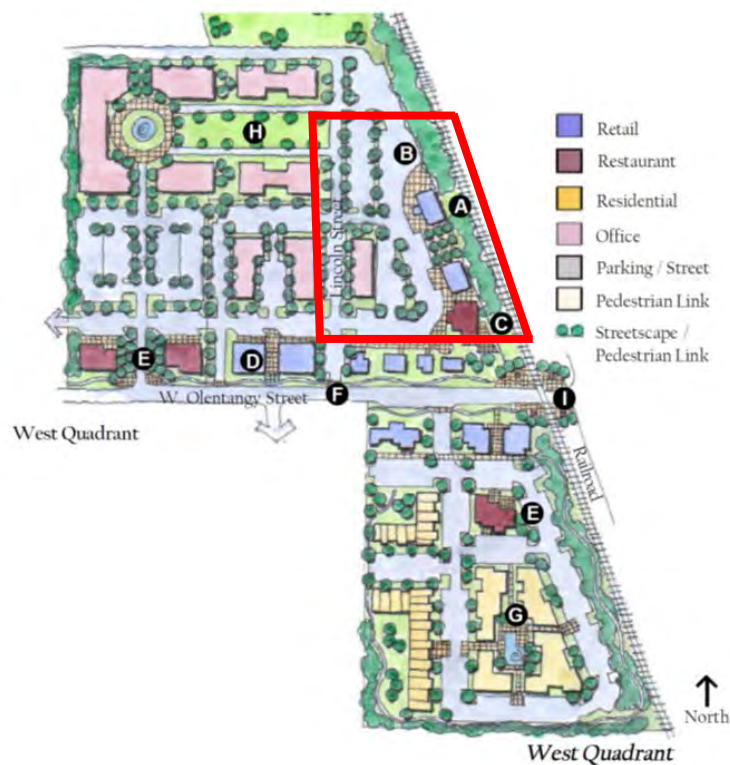 H
B
A
Lincoln Street
C
E
D
F
I
W. Olentangy Street
West Quadrant
Railroad
E
G
Retail
Restaurant
Residential
Office
Parking / Street
Pedestrian Link
Streetscape /
Pedestrian Link
North
West Quadrant